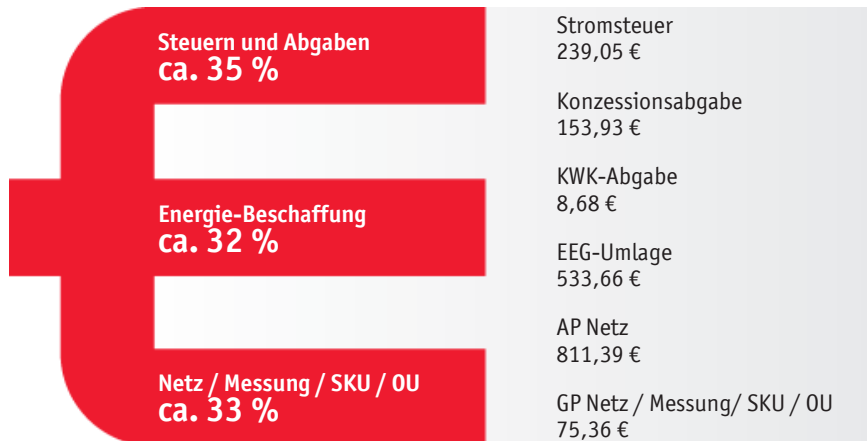 Steuern und Abgaben
ca. 35 %
Energie-Beschaffung
ca. 32 %
Netz / Messung / SKU / OU
ca. 33 %
Stromsteuer
239,05 €
Konzessionsabgabe
153,93 €
KWK-Abgabe
8,68 €
EEG-Umlage
533,66 €
AP Netz
811,39 €
GP Netz / Messung/ SKU / OU
75,36 €